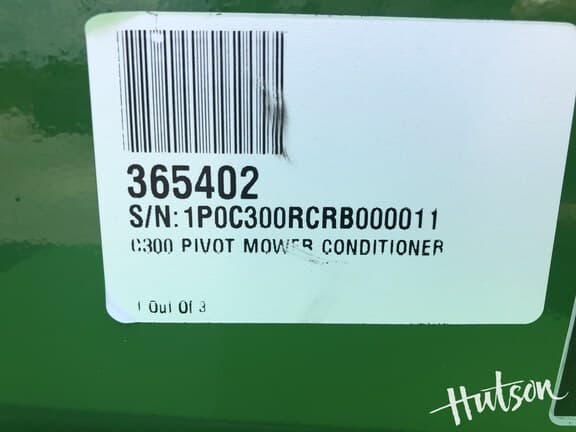 365402
S/N: 1P0C300RCRB000011
C300 PIVOT MOWER CONDITIONER
1 Out Of 3
Hutson